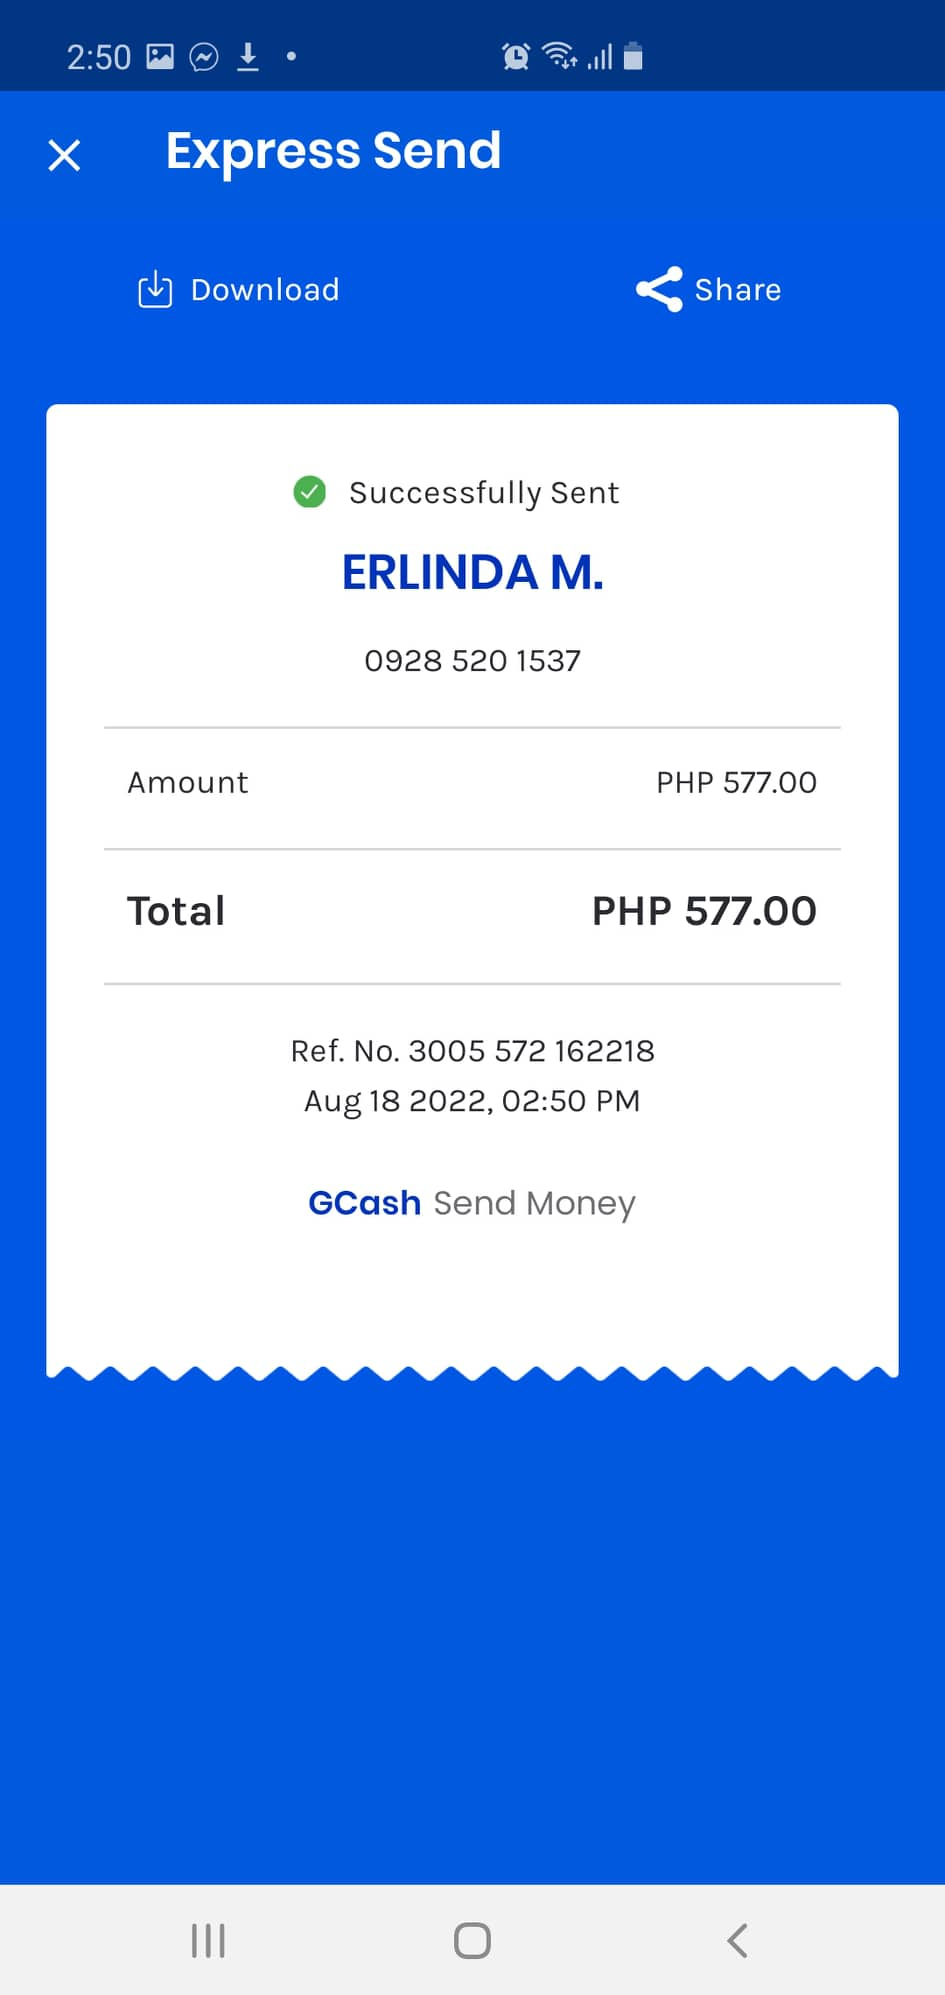 2:50
Express Send
Download
Share
Successfully Sent
ERLINDA M.
0928 520 1537
Amount PHP 577.00
Total PHP 577.00
Ref. No. 3005 572 162218
Aug 18 2022, 02:50 PM
GCash Send Money